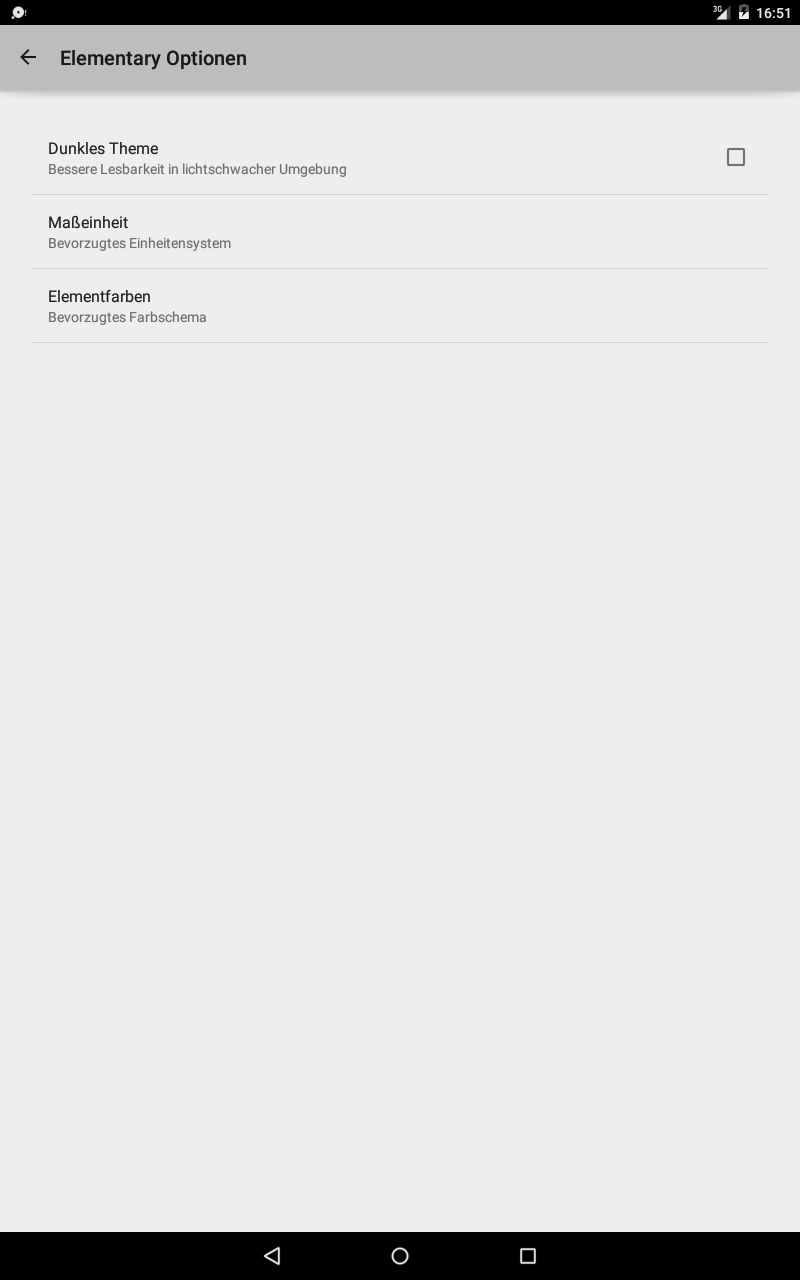 3G 16:51
Elementary Optionen
Dunkles Theme
Bessere Lesbarkeit in lichtschwacher Umgebung
Maßeinheit
Bevorzugtes Einheitensystem
Elementfarben
Bevorzugtes Farbschema